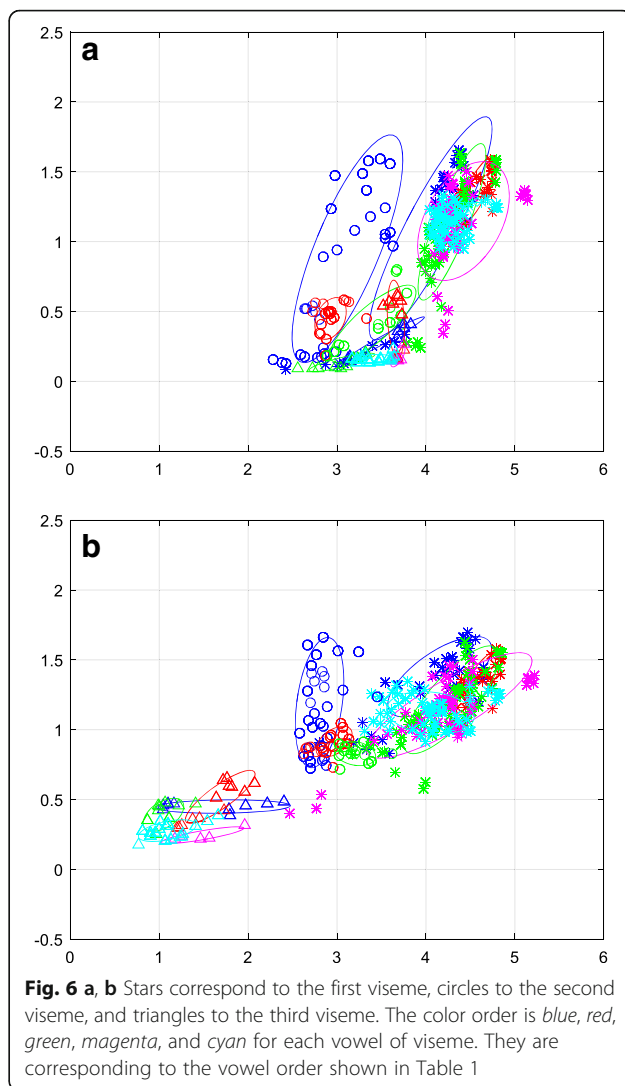 a
2.5
2
1.5
1
0.5
0
-0.5
0 1 2 3 4 5 6
b
2.5
2
1.5
1
0.5
0
-0.5
0 1 2 3 4 5 6
Fig. 6 a, b Stars correspond to the first viseme, circles to the second
viseme, and triangles to the third viseme. The color order is blue, red,
green, magenta, and cyan for each vowel of viseme. They are
corresponding to the vowel order shown in Table 1